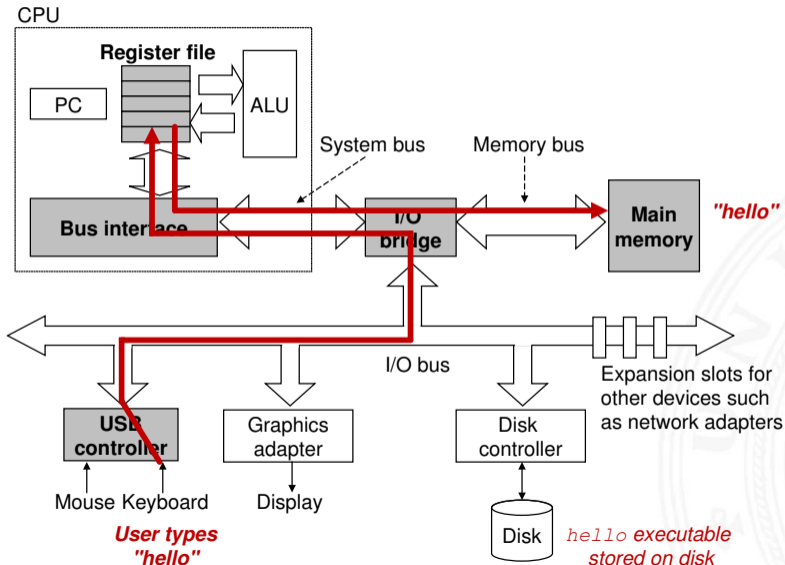 CPU
Register file
PC
ALU
System bus
Memory bus
Bus interface
I/O
bridge
Main
memory
"hello"
I/O bus
Expansion slots for
other devices such
as network adapters
USB
controller
Graphics
adapter
Disk
controller
Mouse Keyboard
Display
User types
"hello"
Disk
hello executable
stored on disk